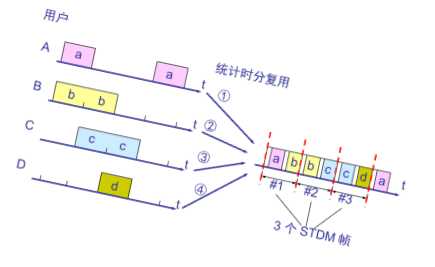 用户
A a a t
统计时分复用
①
B b b t
②
C c c t
③
D d t
④
a b b c c d a t
#1 #2 #3
3 个 STDM 帧